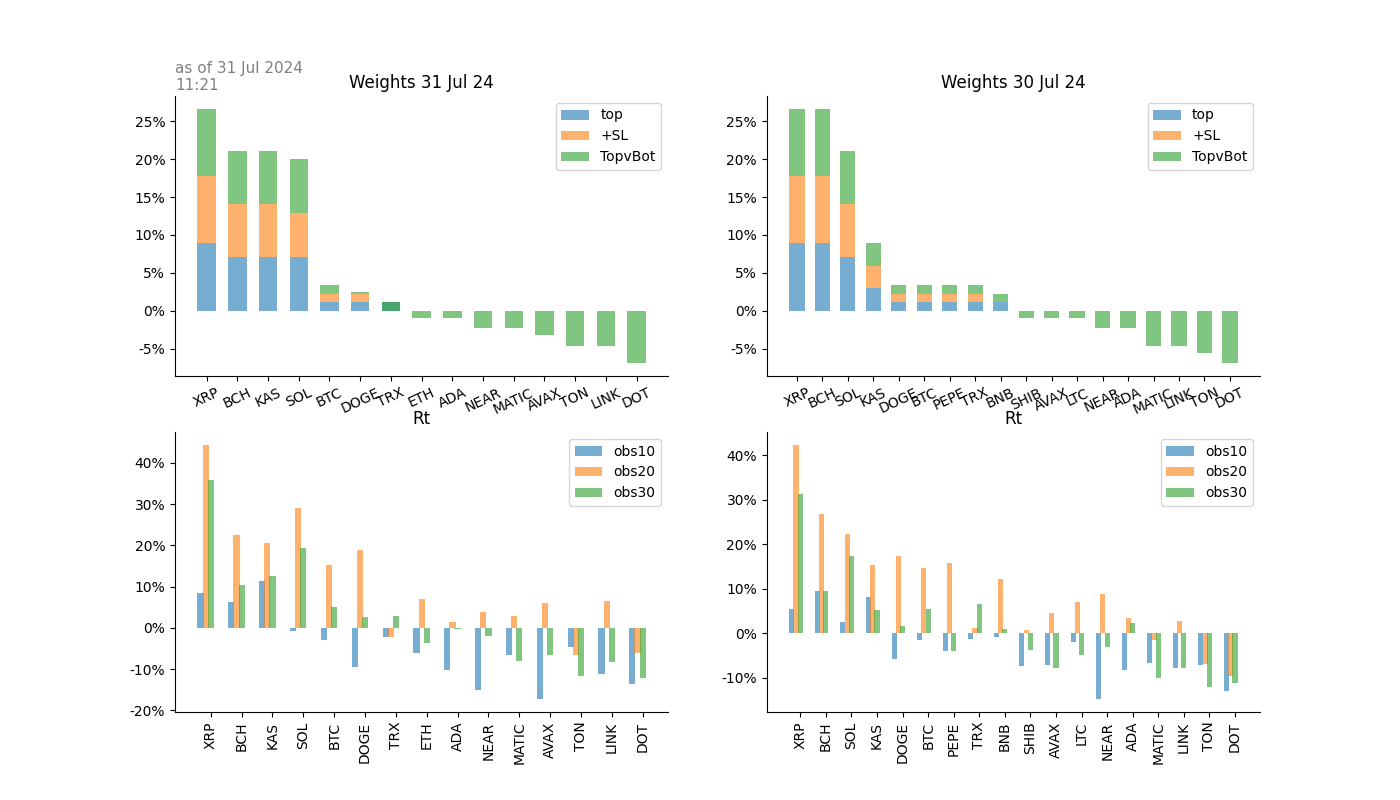 as of 31 Jul 2024
11:21
Weights 31 Jul 24
25%
20%
15%
10%
5%
0%
-5%
top
+SL
TopvBot
XRP BCH KAS SOL BTC DOGE TRX ETH ADA NEAR MATIC AVAX TON LINK DOT
Weights 30 Jul 24
25%
20%
15%
10%
5%
0%
-5%
top
+SL
TopvBot
XRP BCH SOL KAS DOGE BTC PEPE TRX BNB SHIB AVAX LTC NEAR ADA MATIC LINK TON DOT
Rt
40%
30%
20%
10%
0%
-10%
-20%
obs10
obs20
obs30
XRP BCH KAS SOL BTC DOGE TRX ETH ADA NEAR MATIC AVAX TON LINK DOT
Rt
40%
30%
20%
10%
0%
-10%
obs10
obs20
obs30
XRP BCH SOL KAS DOGE BTC PEPE TRX BNB SHIB AVAX LTC NEAR ADA MATIC LINK TON DOT